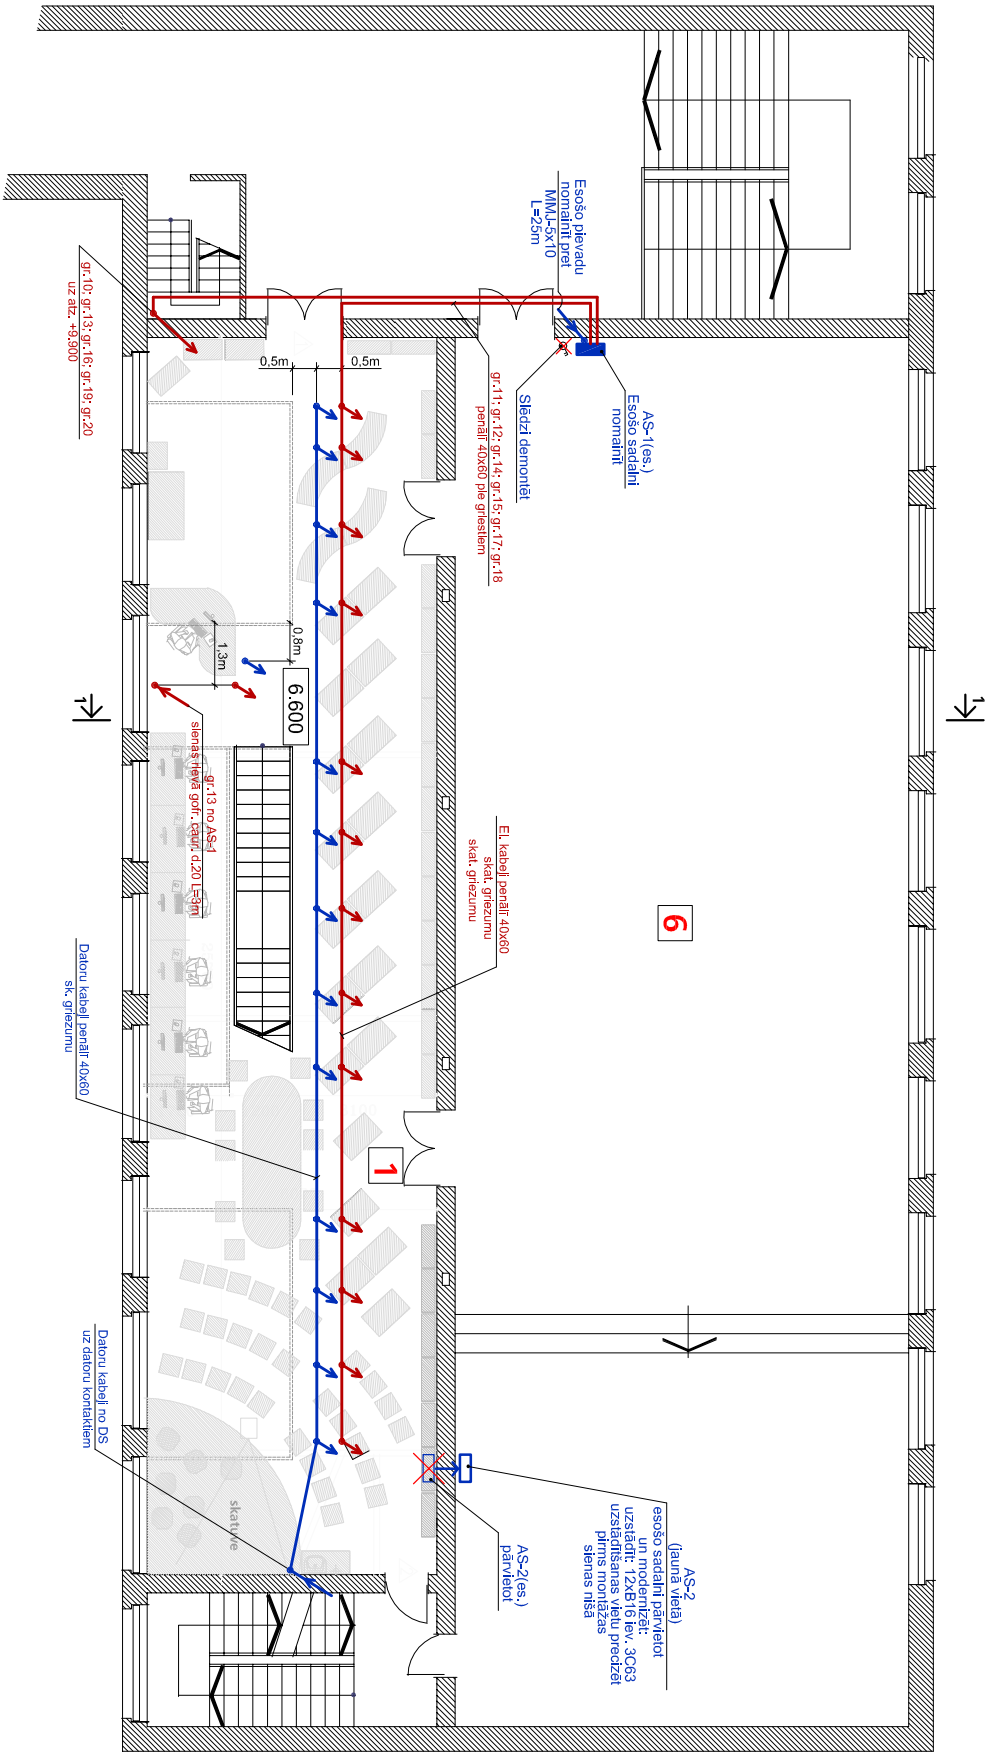 Esošo pievadu
nomainīt pret
MMJ-5x10
L=25m
AS-1(es.)
Esošo sadalni
nomainīt
Slēdzi demontēt
gr.11; gr.12; gr.14; gr.15; gr.17; gr.18
penālī 40x60 pie griestiem
gr.10; gr.13; gr.16; gr.19; gr.20
uz atz. +9.900
0,5m
0,5m
0,8m
1,3m
6.600
gr.13 no AS-1
sienas rievā gofr. caur. d.20 L=3m
1
1
El. kabeļi penālī 40x60
skat. griezumu
skat. griezumu
6
Datoru kabeļi penālī 40x60
sk. griezumu
1
Datoru kabeļi no DS
uz datoru kontaktiem
skatuve
AS-2(es.)
pārvietot
AS-2
(jaunā vietā)
esošo sadalni pārvietot
un modernizēt:
uzstādīt: 12xB16 iev. 3C63
uzstādīšanas vietu precizēt
pirms montāžas
sienas nišā